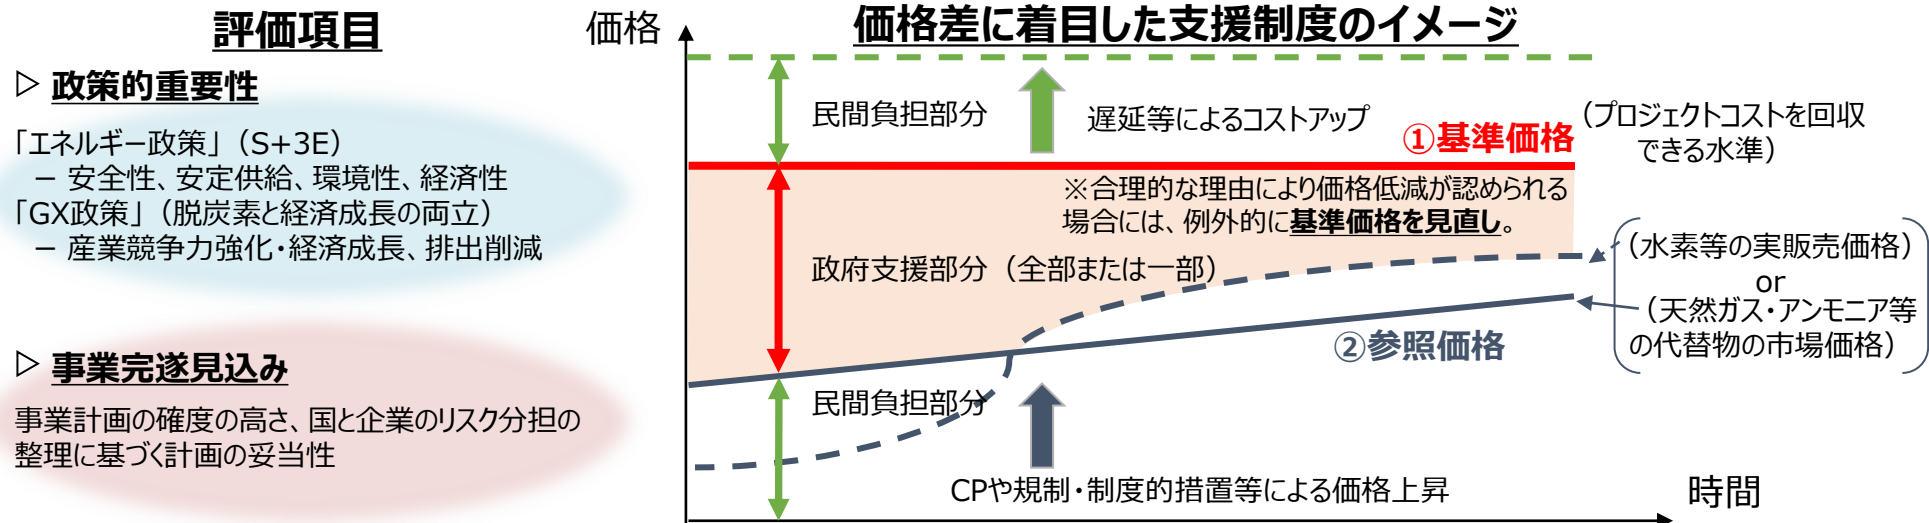 評価項目
▷ 政策的重要性
「エネルギー政策」（S+3E）
－ 安全性、安定供給、環境性、経済性
「GX政策」（脱炭素と経済成長の両立）
－ 産業競争力強化・経済成長、排出削減
▷ 事業完遂見込み
事業計画の確度の高さ、国と企業のリスク分担の
整理に基づく計画の妥当性
価格差に着目した支援制度のイメージ
価格
民間負担部分
遅延等によるコストアップ
①基準価格
（プロジェクトコストを回収
できる水準）
※合理的な理由により価格低減が認められる
場合には、例外的に基準価格を見直し。
政府支援部分（全部または一部）
（水素等の実販売価格）
or
（天然ガス・アンモニア等
の代替物の市場価格）
②参照価格
民間負担部分
CPや規制・制度的措置等による価格上昇
時間